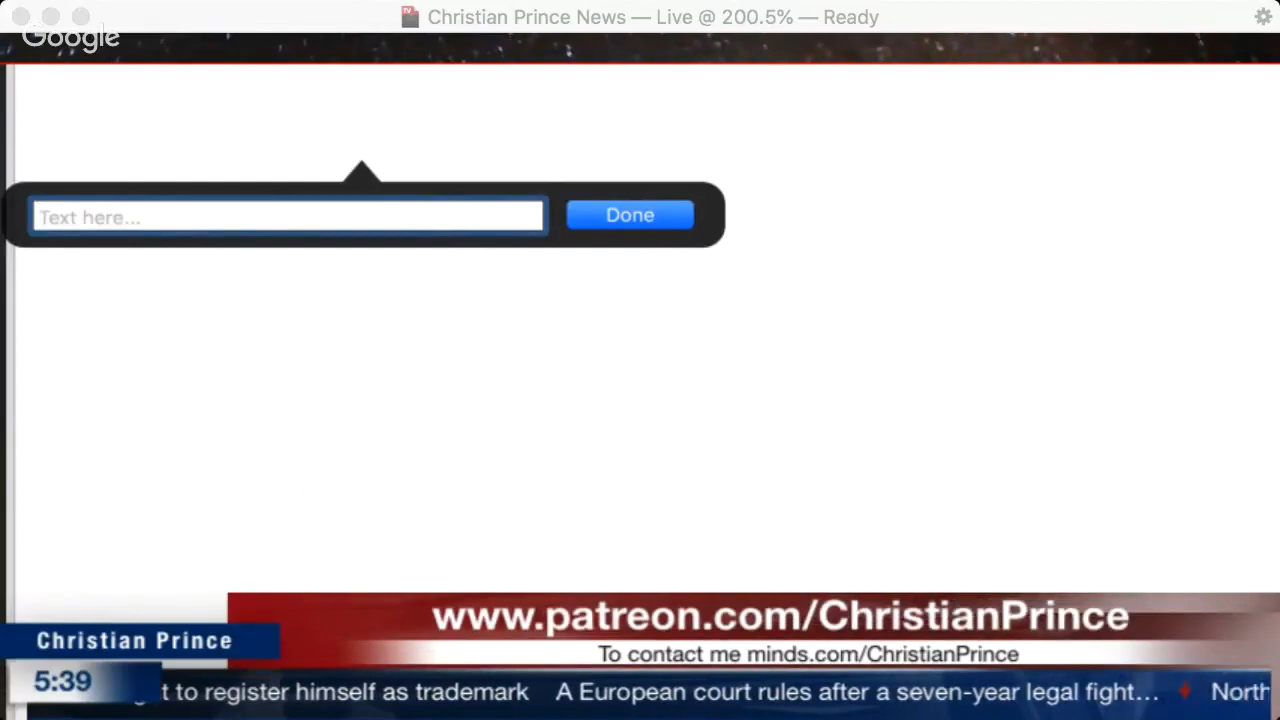 Christian Prince News — Live @ 200.5% — Ready
Google
Text here...
Done
www.patreon.com/ChristianPrince
To contact me minds.com/ChristianPrince
Christian Prince
5:39
t to register himself as trademark A European court rules after a seven-year legal fight... North